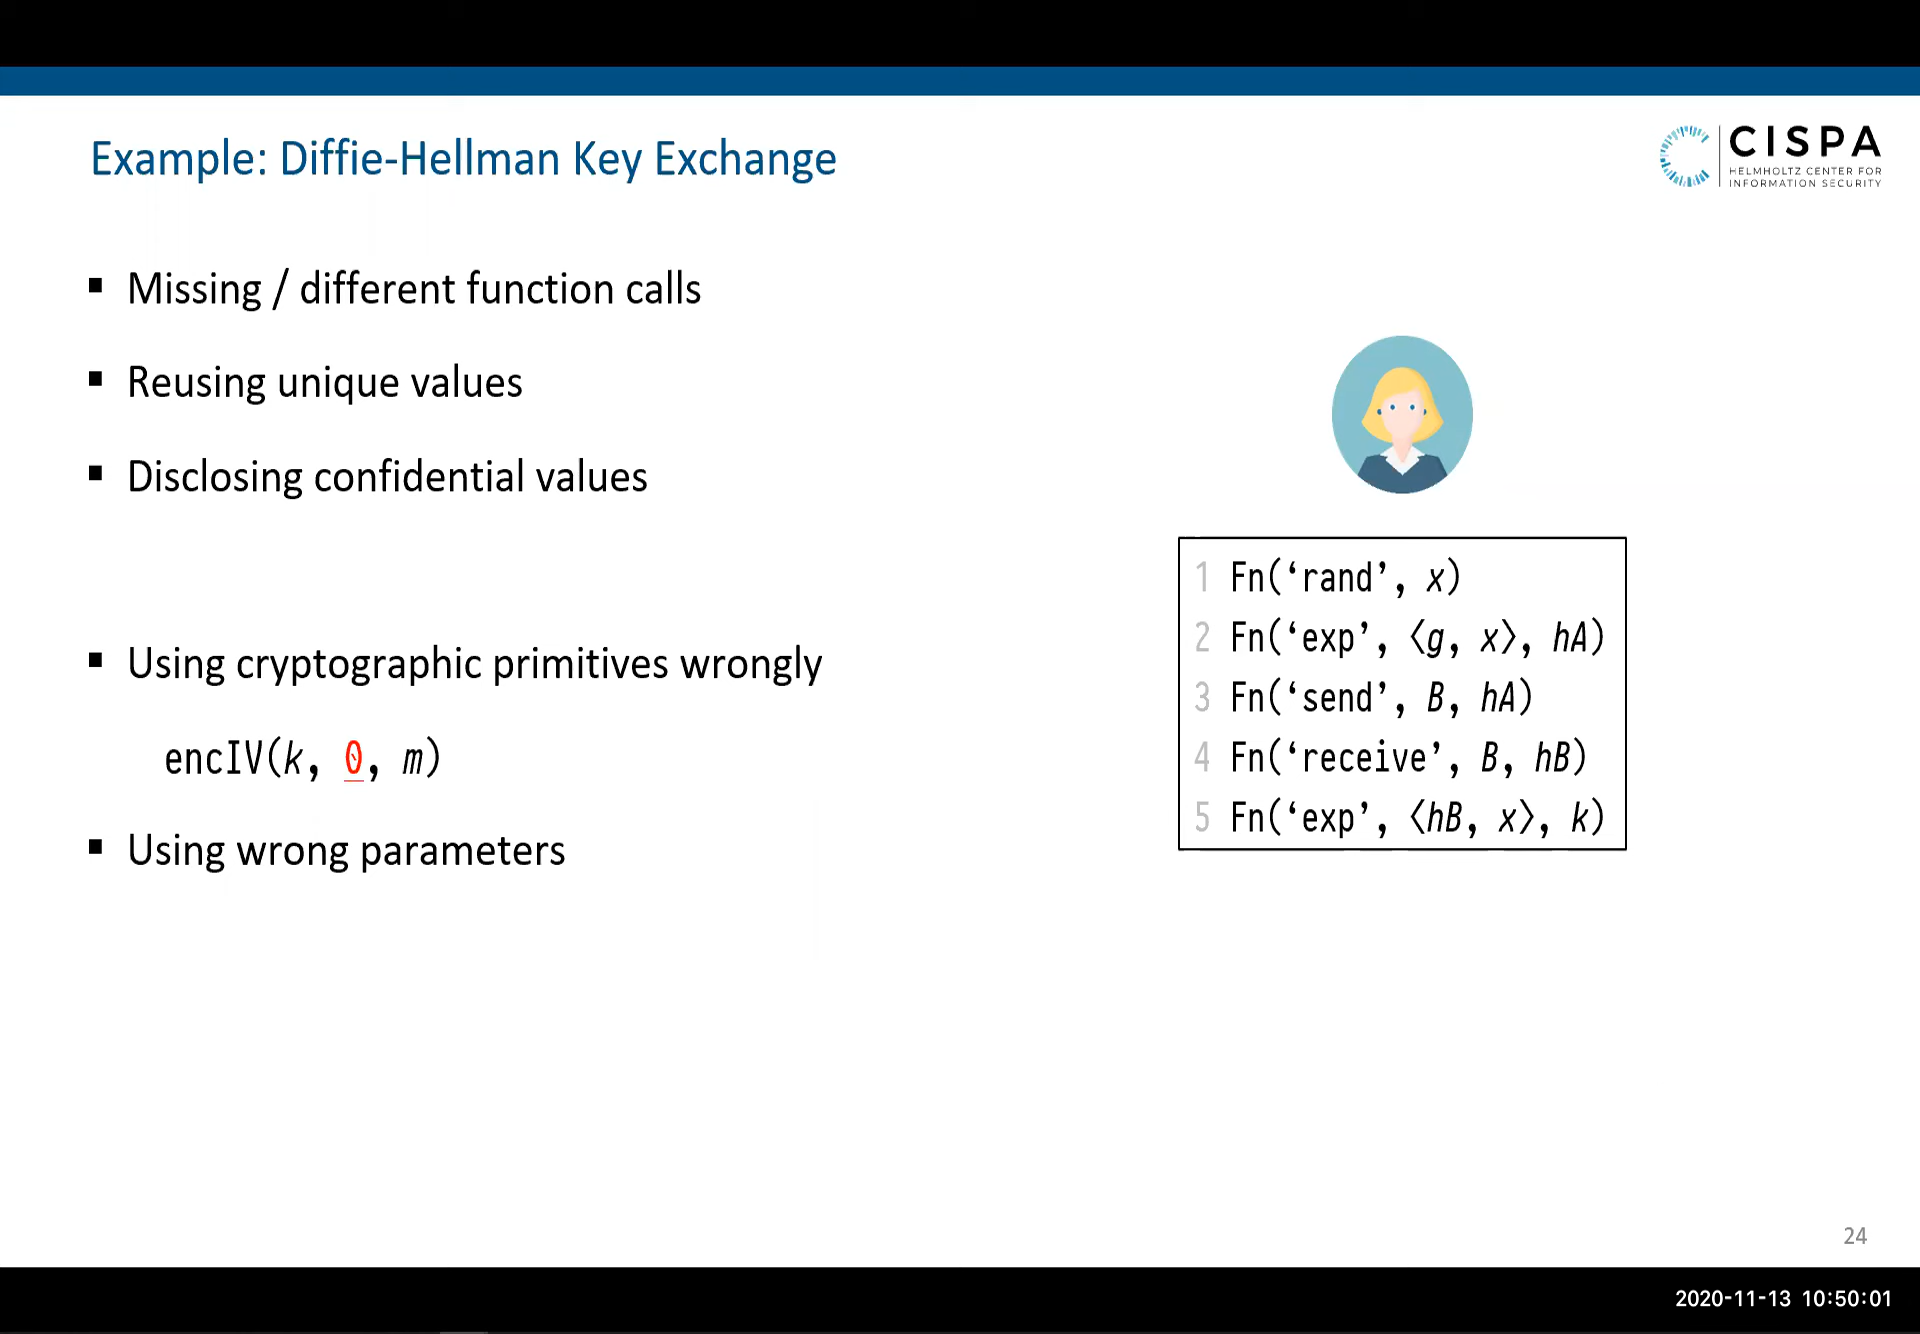 Example: Diffie-Hellman Key Exchange
CISPA
HELMHOLTZ CENTER FOR
INFORMATION SECURITY
▪ Missing / different function calls
▪ Reusing unique values
▪ Disclosing confidential values
▪ Using cryptographic primitives wrongly
encIV(k, 0, m)
▪ Using wrong parameters
1 Fn(‘rand’, x)
2 Fn(‘exp’, ⟨g, x⟩, hA)
3 Fn(‘send’, B, hA)
4 Fn(‘receive’, B, hB)
5 Fn(‘exp’, ⟨hB, x⟩, k)
24
2020-11-13 10:50:01